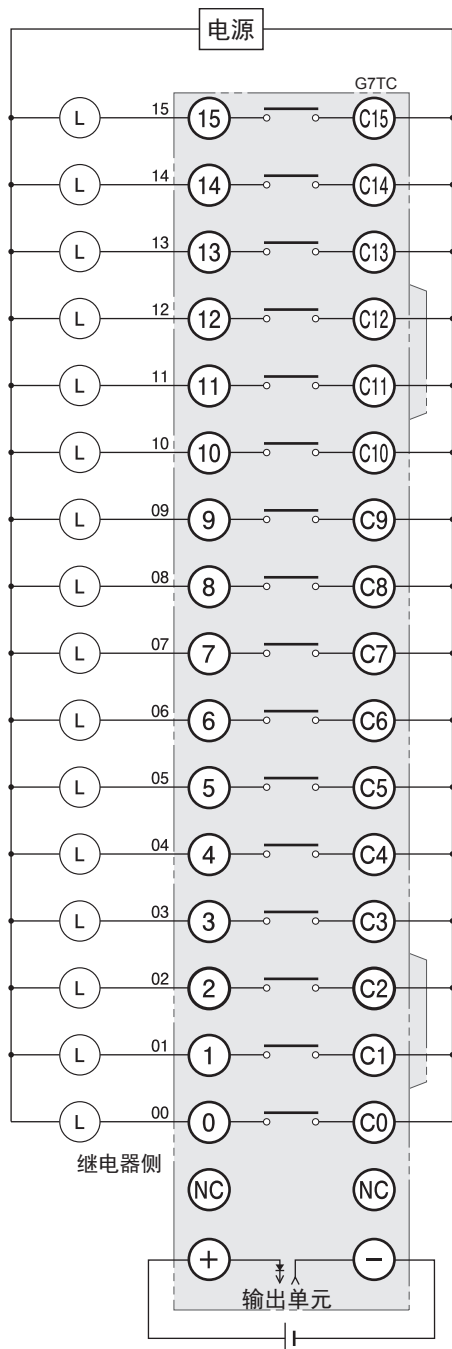 电源
G7TC
15 15 C15
L
14 14 C14
L
13 13 C13
L
12 12 C12
L
11 11 C11
L
10 10 C10
L
09 9 C9
L
08 8 C8
L
07 7 C7
L
06 6 C6
L
05 5 C5
L
04 4 C4
L
03 3 C3
L
02 2 C2
L
01 1 C1
L
00 0 C0
L
继电器侧
NC NC
+ −
输出单元